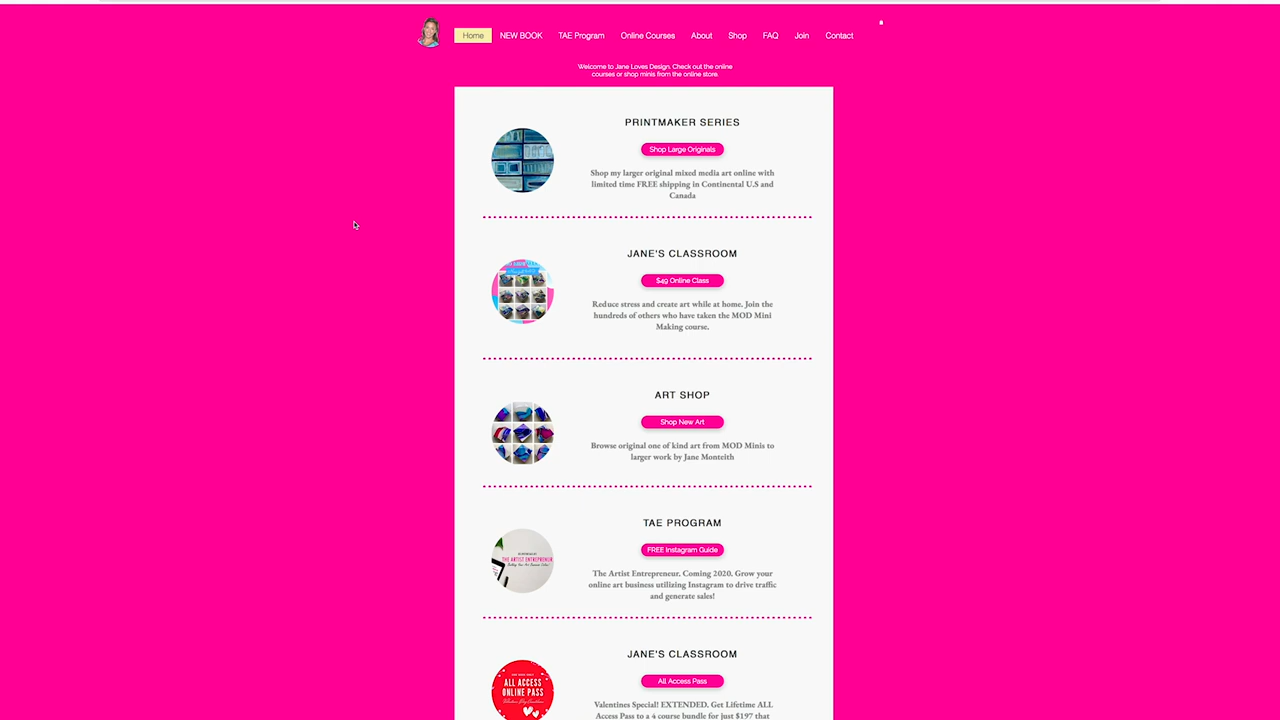 Home NEW BOOK TAE Program Online Courses About Shop FAQ Join Contact
Welcome to Jane Loves Design. Check out the online
courses or shop minis from the online store.
PRINTMAKER SERIES
Shop Large Originals
Shop my larger original mixed media art online with
limited time FREE shipping in Continental U.S and
Canada
JANE'S CLASSROOM
$49 Online Class
Reduce stress and create art while at home. Join the
hundreds of others who have taken the MOD Mini
Making course.
ART SHOP
Shop New Art
Browse original one of kind art from MOD Minis to
larger work by Jane Monteith
TAE PROGRAM
FREE Instagram Guide
THE ARTIST ENTREPRENEUR
The Artist Entrepreneur. Coming 2020. Grow your
online art business utilizing Instagram to drive traffic
and generate sales!
JANE'S CLASSROOM
All Access Pass
ALL ACCESS
ONLINE PASS
Valentines Special! EXTENDED. Get Lifetime ALL
Access Pass to a 4 course bundle for just $197 that